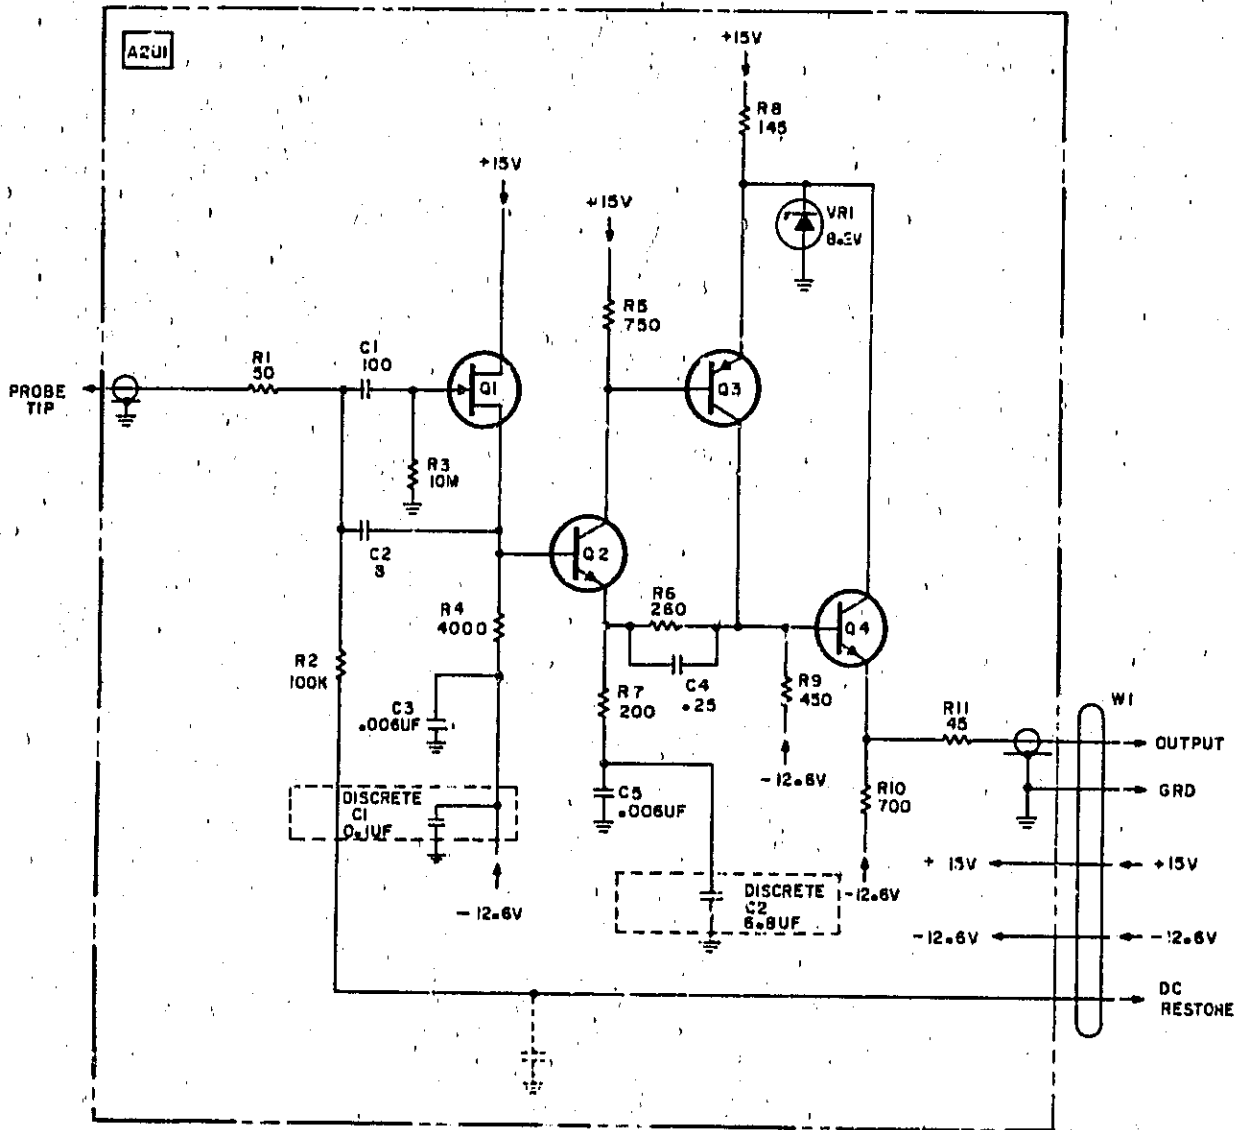 A2U1
+15V
R8
145
+15V
+15V
VR1
R5
750
C1
100
R1
50
Q1
Q3
PROBE
TIP
R3
10M
C2
3
Q2
R4
4000
R6
260
Q4
R2
100K
C4
.25
R9
450
C3
.006UF
R7
200
R11
45
W1
OUTPUT
-12.6V
DISCRETE
C1
0.1UF
C5
.006UF
R10
700
GRD
+ 15V
+15V
DISCRETE
C2
6.8UF
-12.6V
-12.6V
-12.6V
-12.6V
DC
RESTORE